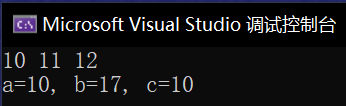 Microsoft Visual Studio 调试控制台
10 11 12
a=10, b=17, c=10